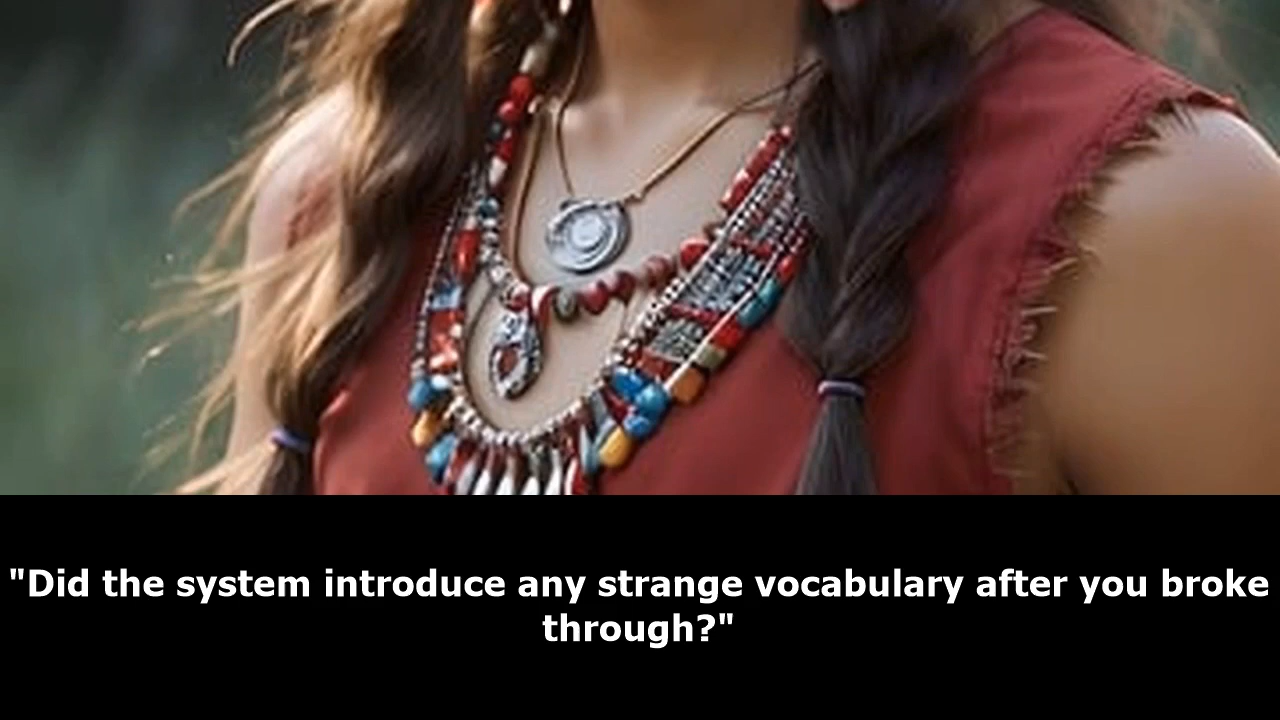 "Did the system introduce any strange vocabulary after you broke
through?"